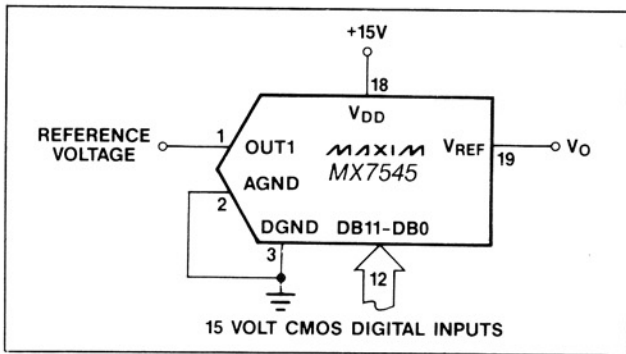 +15V
18
VDD
REFERENCE
VOLTAGE
1
OUT1
MAXIM
MX7545
VREF
19
VO
AGND
2
DGND
DB11-DB0
3
12
15 VOLT CMOS DIGITAL INPUTS